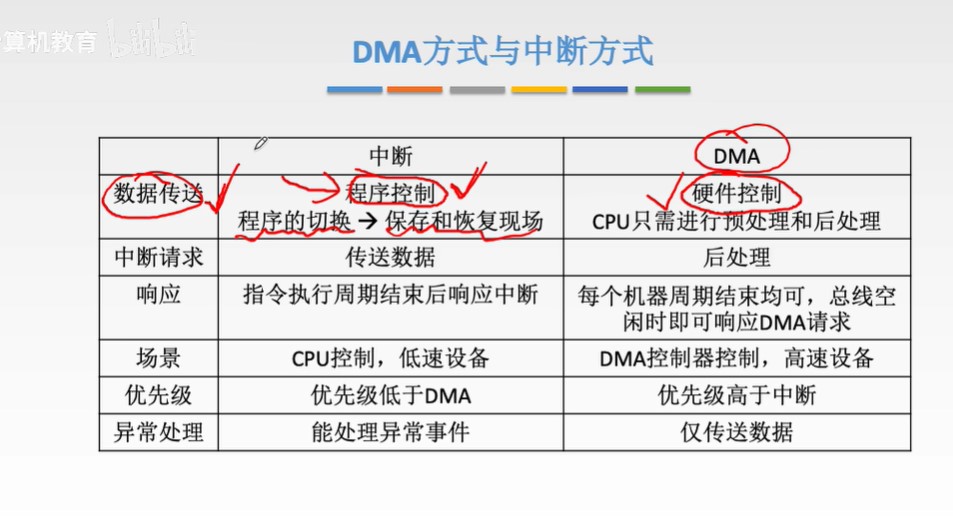 算机教育 bilibili
DMA方式与中断方式
中断 DMA
数据传送 程序控制 硬件控制
程序的切换 → 保存和恢复现场 CPU只需进行预处理和后处理
中断请求 传送数据 后处理
响应 指令执行周期结束后响应中断 每个机器周期结束均可，总线空
闲时即可响应DMA请求
场景 CPU控制，低速设备 DMA控制器控制，高速设备
优先级 优先级低于DMA 优先级高于中断
异常处理 能处理异常事件 仅传送数据